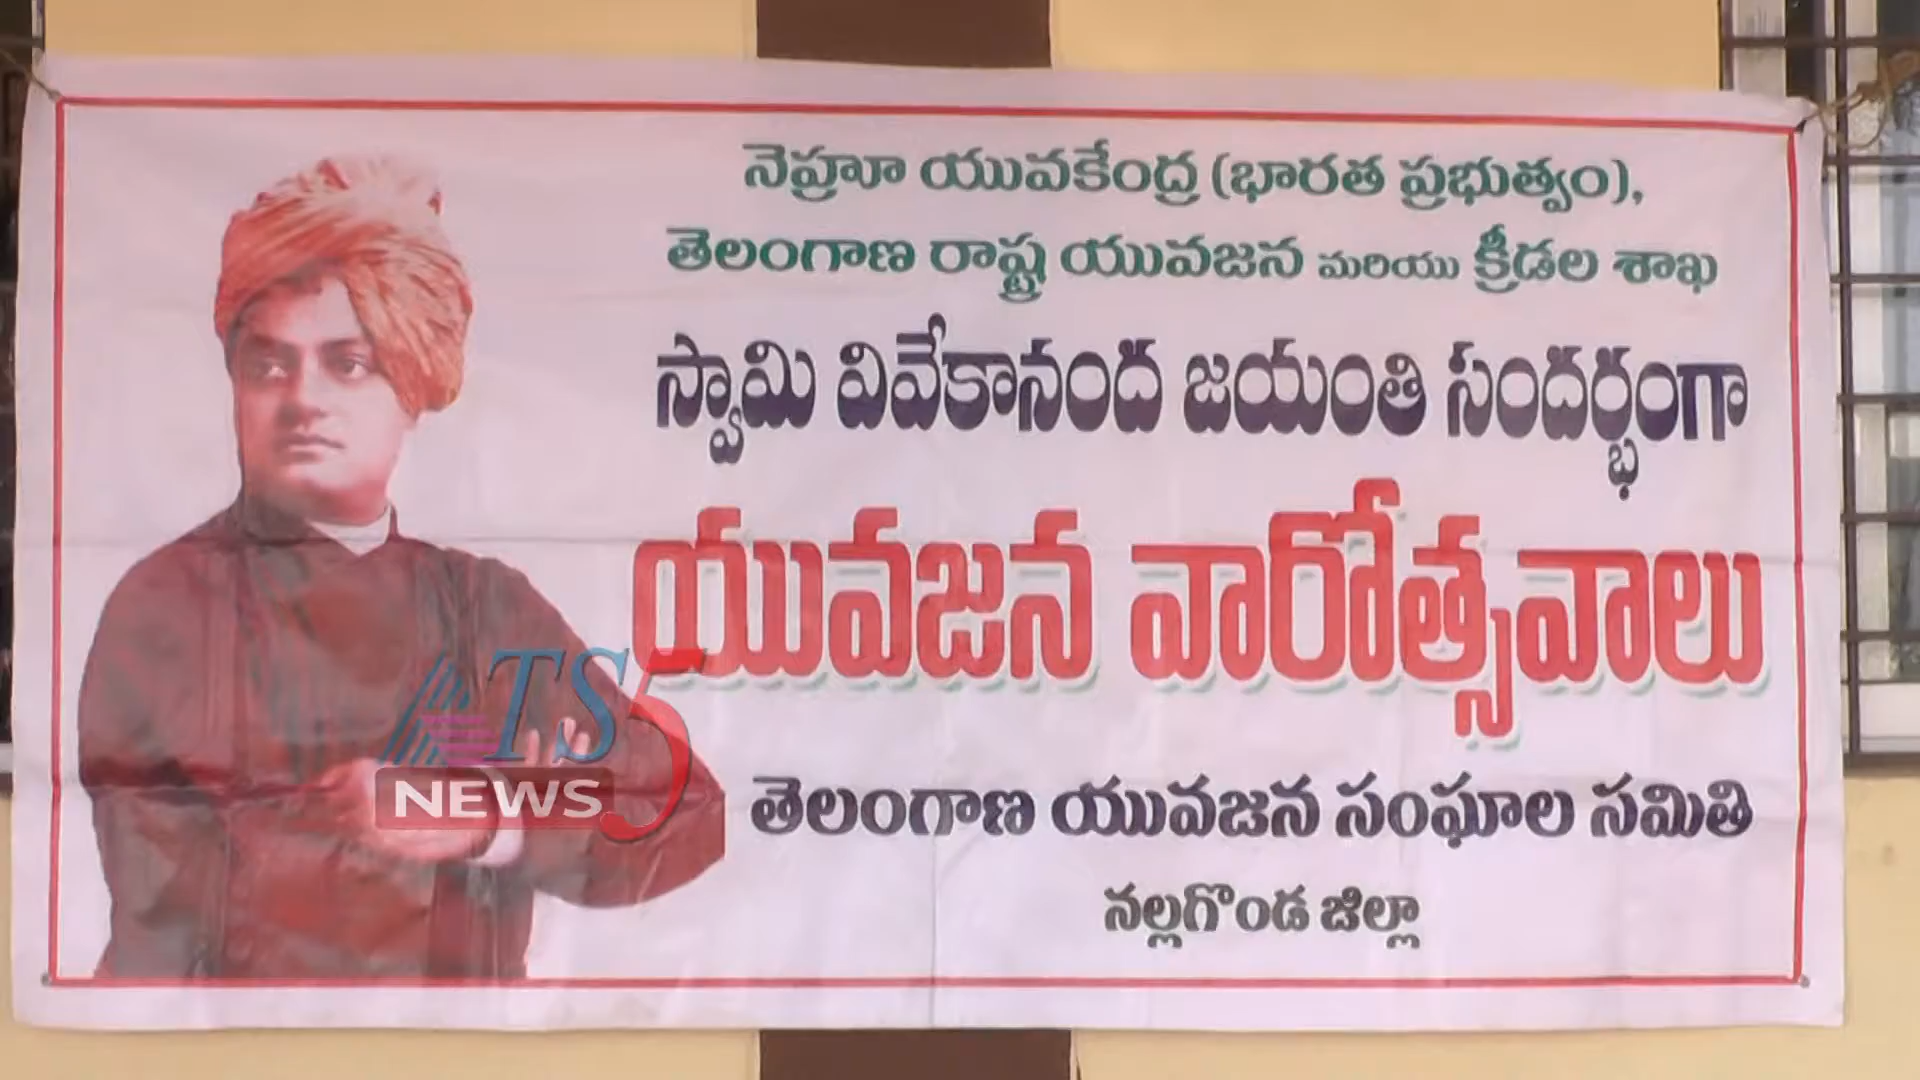 నెహ్రూ యువకేంద్ర (భారత ప్రభుత్వం),
తెలంగాణ రాష్ట్ర యువజన మరియు క్రీడల శాఖ
స్వామి వివేకానంద జయంతి సందర్భంగా
యువజన వారోత్సవాలు
TS5
NEWS
తెలంగాణ యువజన సంఘాల సమితి
నల్లగొండ జిల్లా